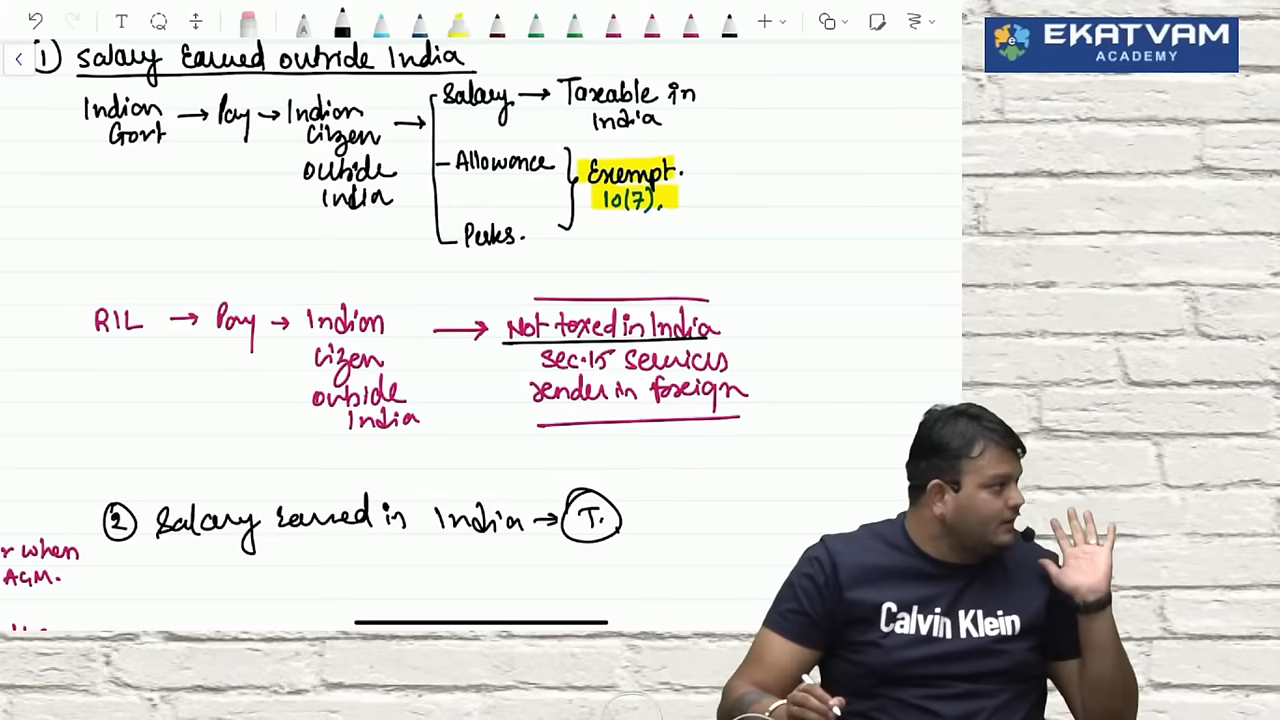 EKATVAM
ACADEMY
1) Salary Earned outside India
Indian Govt → Pay → Indian citizen outside India →
Salary → Taxable in India
Allowance
Perks.
Exempt.
10(7).
RIL → Pay → Indian cizen outside India →
Not taxed in India
Sec.15 services
render in foreign
2 Salary Earned in India → T.
r when
AGM.
Calvin Klein